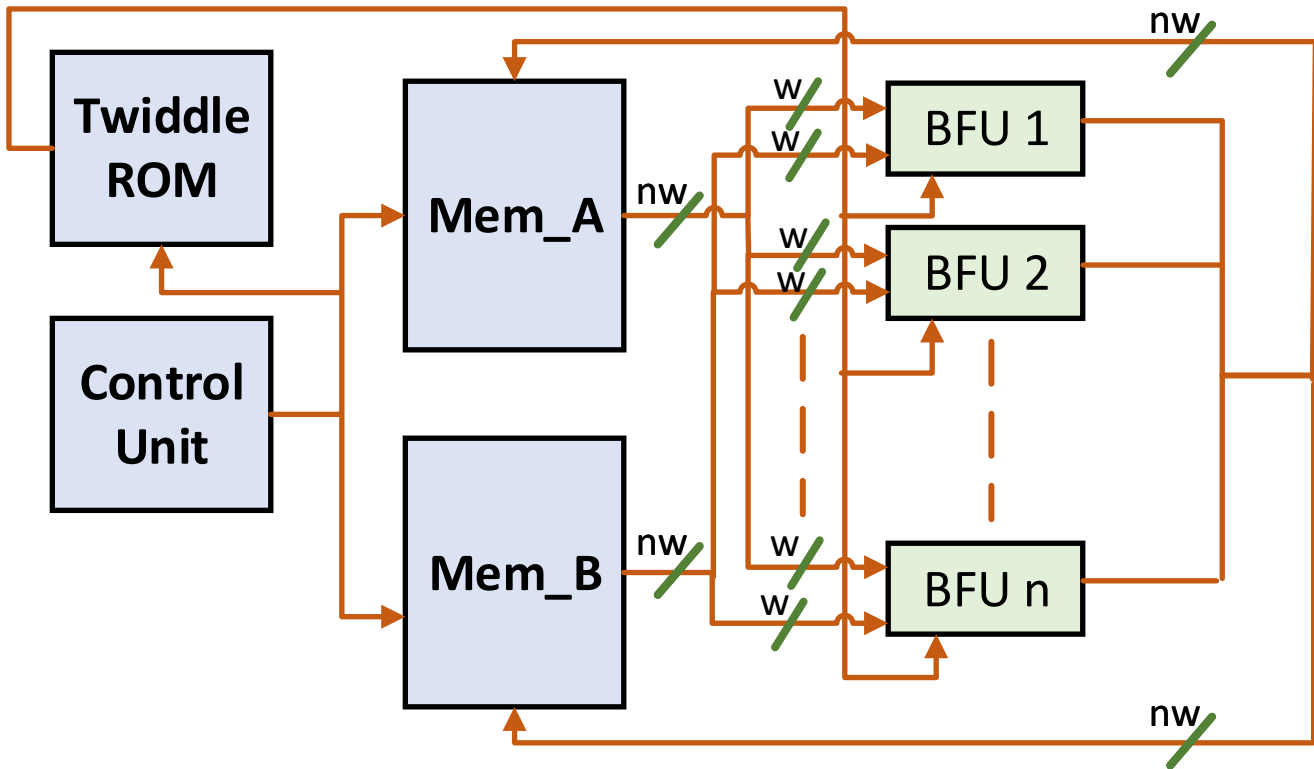 Twiddle
ROM
Control
Unit
Mem_A
Mem_B
nw
nw
w
w
w
w
w
w
BFU 1
BFU 2
BFU n
nw
nw